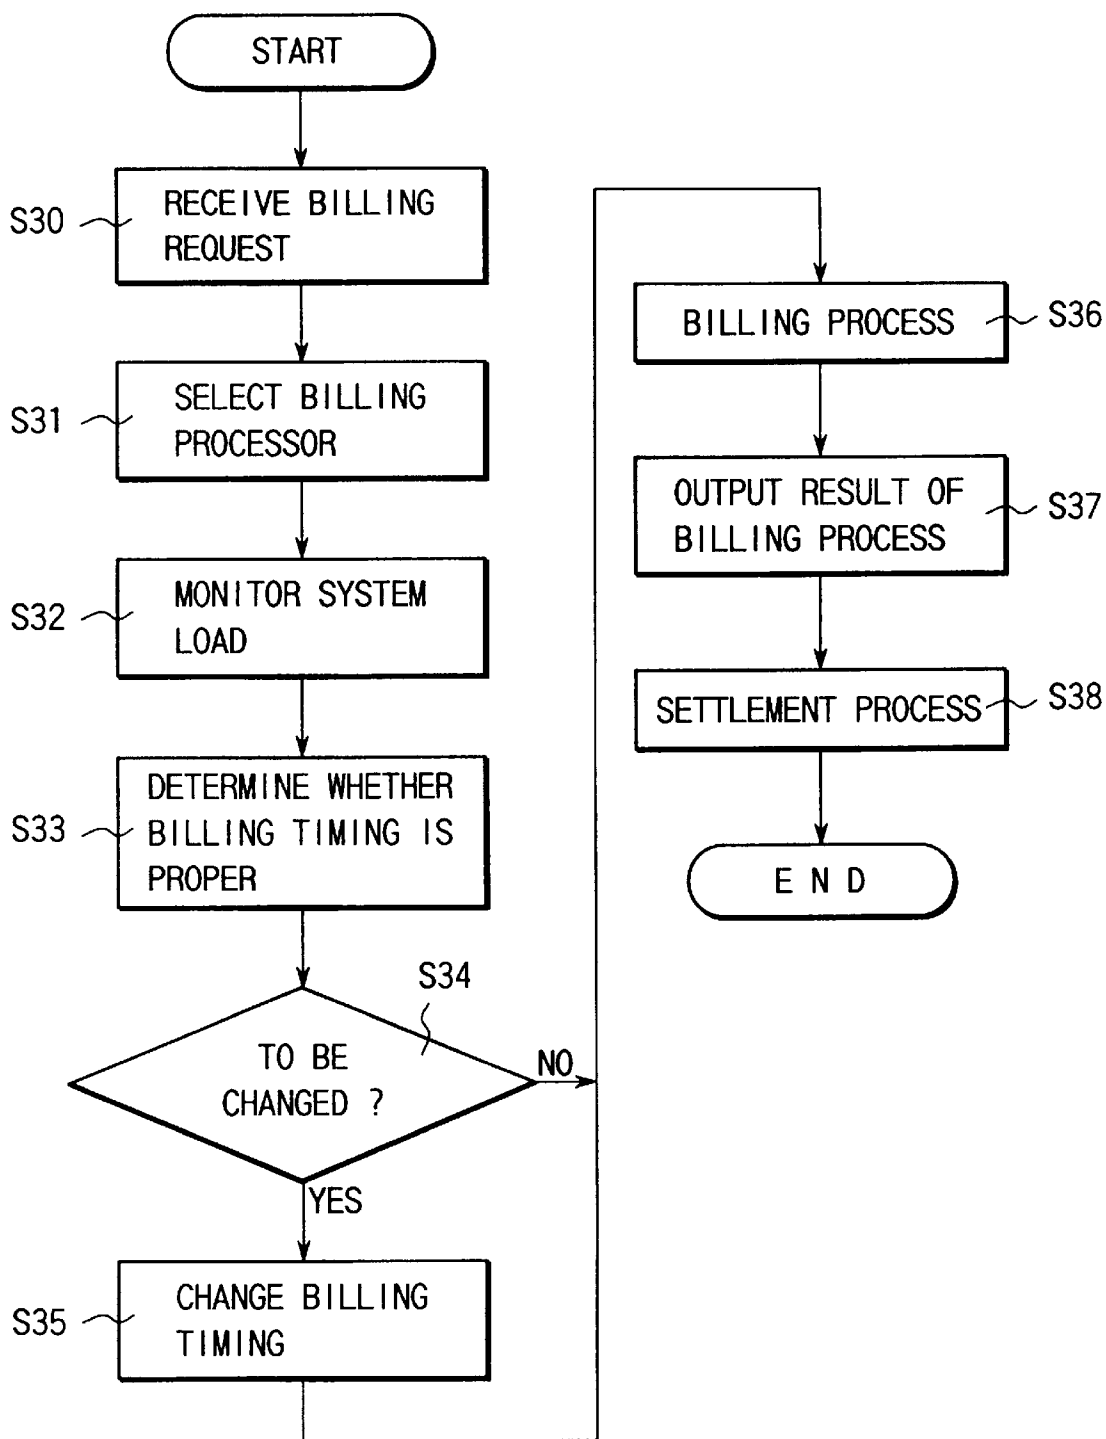 START
S30
RECEIVE BILLING
REQUEST
S31
SELECT BILLING
PROCESSOR
S32
MONITOR SYSTEM
LOAD
S33
DETERMINE WHETHER
BILLING TIMING IS
PROPER
S34
TO BE
CHANGED ?
NO
YES
S35
CHANGE BILLING
TIMING
BILLING PROCESS
S36
OUTPUT RESULT OF
BILLING PROCESS
S37
SETTLEMENT PROCESS
S38
END